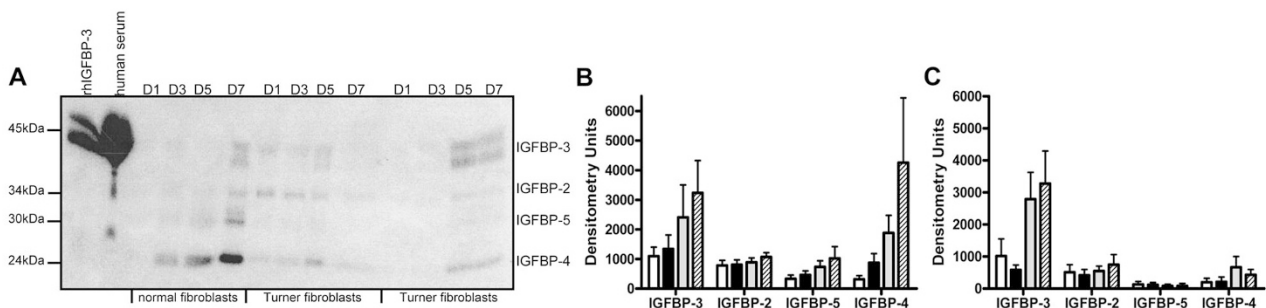 A
rhIGFBP-3
human serum
D1 D3 D5 D7 D1 D3 D5 D7 D1 D3 D5 D7
45kDa
34kDa
30kDa
24kDa
IGFBP-3
IGFBP-2
IGFBP-5
IGFBP-4
normal fibroblasts Turner fibroblasts Turner fibroblasts
B
Densitometry Units
6000
5000
4000
3000
2000
1000
0
IGFBP-3 IGFBP-2 IGFBP-5 IGFBP-4
C
Densitometry Units
6000
5000
4000
3000
2000
1000
0
IGFBP-3 IGFBP-2 IGFBP-5 IGFBP-4